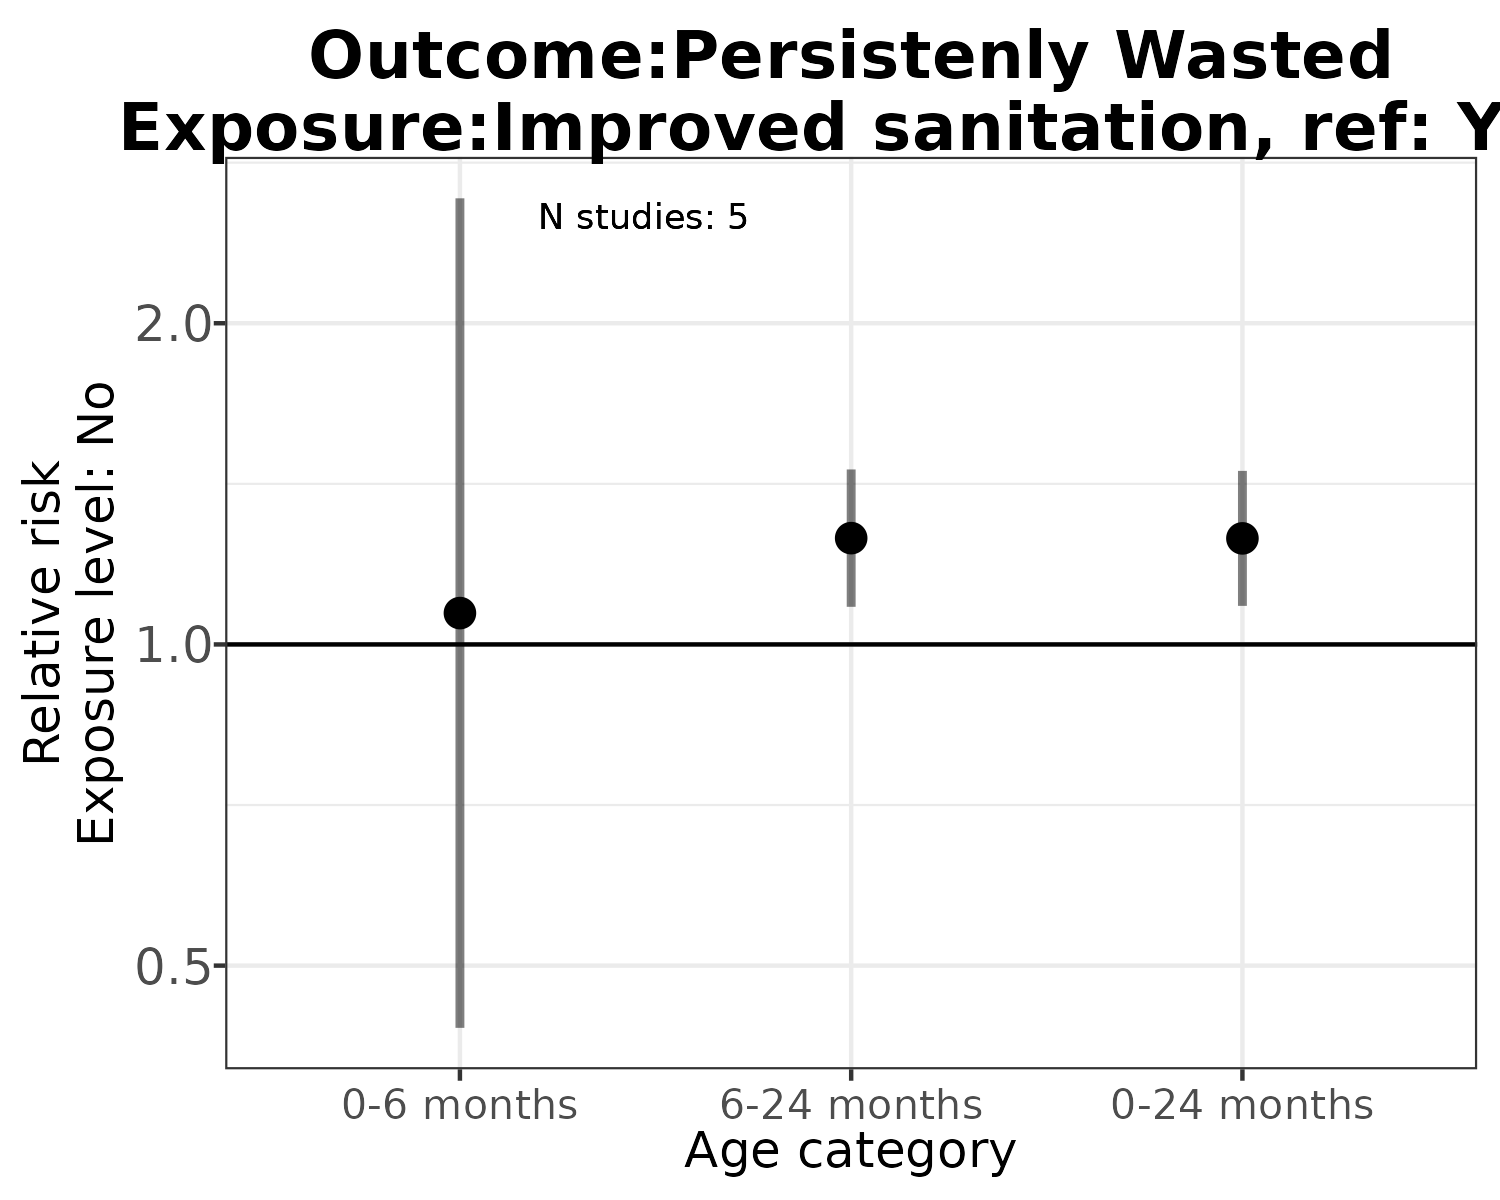 Outcome:Persistenly Wasted
Exposure:Improved sanitation, ref: Y
N studies: 5
Relative risk
Exposure level: No
2.0
1.0
0.5
0-6 months
6-24 months
0-24 months
Age category